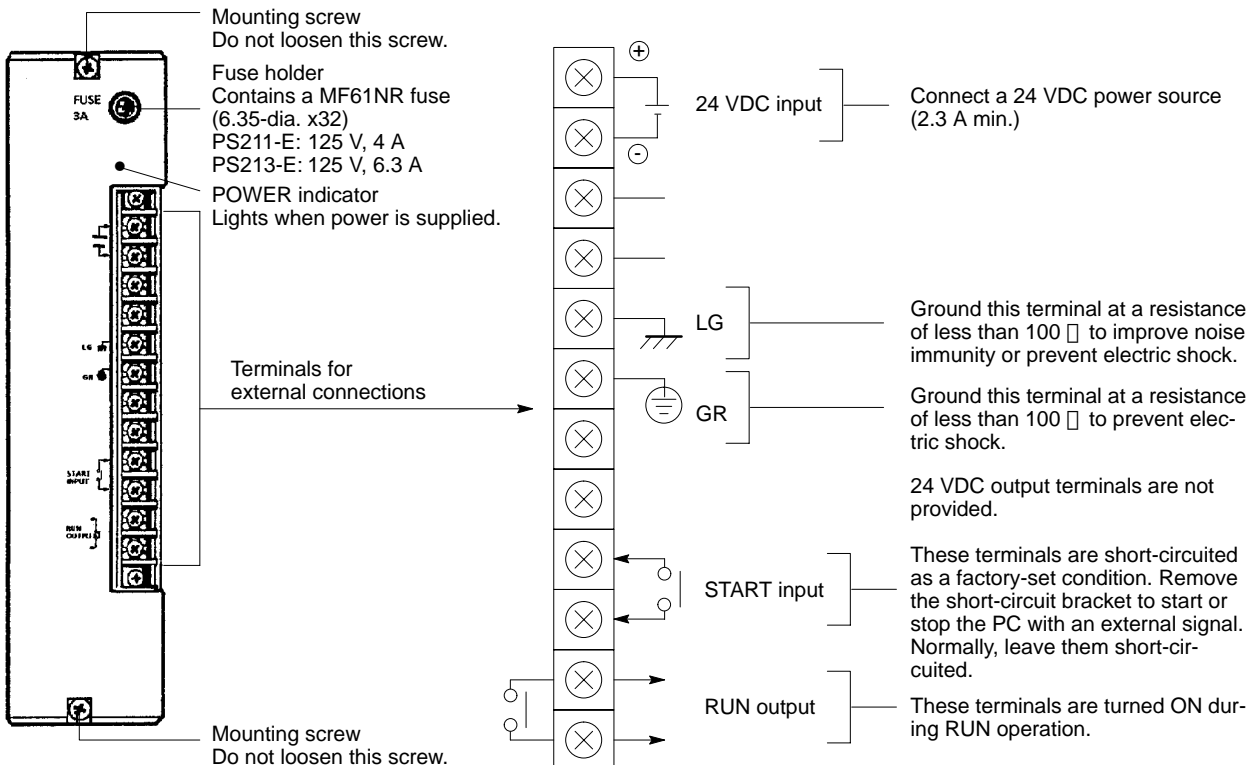 Mounting screw
Do not loosen this screw.
Fuse holder
Contains a MF61NR fuse
(6.35-dia. x32)
PS211-E: 125 V, 4 A
PS213-E: 125 V, 6.3 A
POWER indicator
Lights when power is supplied.
FUSE
3A
LG
GR
START
INPUT
RUN
OUTPUT
Terminals for
external connections
Mounting screw
Do not loosen this screw.
+
24 VDC input
-
Connect a 24 VDC power source
(2.3 A min.)
LG
Ground this terminal at a resistance
of less than 100 ▯ to improve noise
immunity or prevent electric shock.
GR
Ground this terminal at a resistance
of less than 100 ▯ to prevent elec-
tric shock.
24 VDC output terminals are not
provided.
START input
These terminals are short-circuited
as a factory-set condition. Remove
the short-circuit bracket to start or
stop the PC with an external signal.
Normally, leave them short-cir-
cuited.
RUN output
These terminals are turned ON dur-
ing RUN operation.